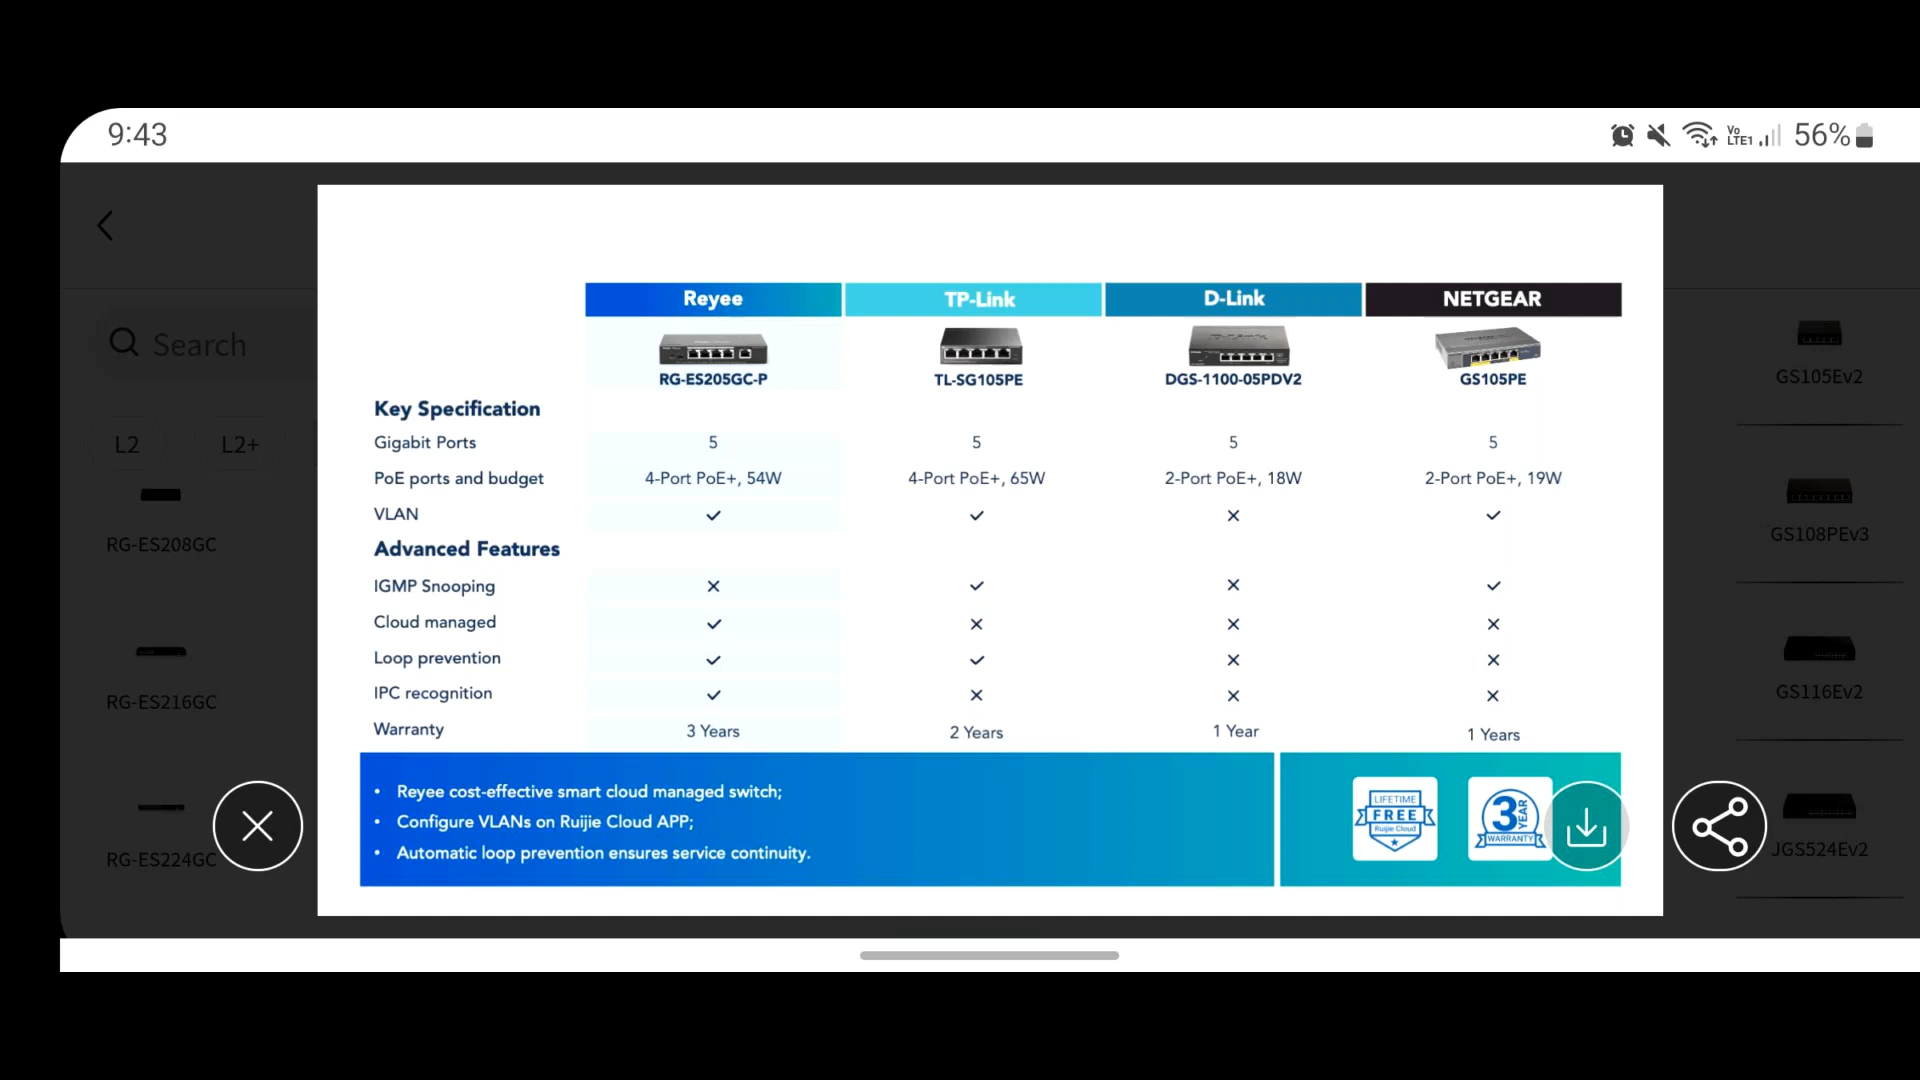 9:43
Vo LTE1 56%
Search
L2 L2+
RG-ES208GC
RG-ES216GC
RG-ES224GC
Reyee TP-Link D-Link NETGEAR
RG-ES205GC-P TL-SG105PE DGS-1100-05PDV2 GS105PE
Key Specification
Gigabit Ports 5 5 5 5
PoE ports and budget 4-Port PoE+, 54W 4-Port PoE+, 65W 2-Port PoE+, 18W 2-Port PoE+, 19W
VLAN ✓ ✓ ✕ ✓
Advanced Features
IGMP Snooping ✕ ✓ ✕ ✓
Cloud managed ✓ ✕ ✕ ✕
Loop prevention ✓ ✓ ✕ ✕
IPC recognition ✓ ✕ ✕ ✕
Warranty 3 Years 2 Years 1 Year 1 Years
• Reyee cost-effective smart cloud managed switch;
• Configure VLANs on Ruijie Cloud APP;
• Automatic loop prevention ensures service continuity.
LIFETIME
FREE
Ruijie Cloud
3 YEAR
WARRANTY
GS105Ev2
GS108PEv3
GS116Ev2
JGS524Ev2